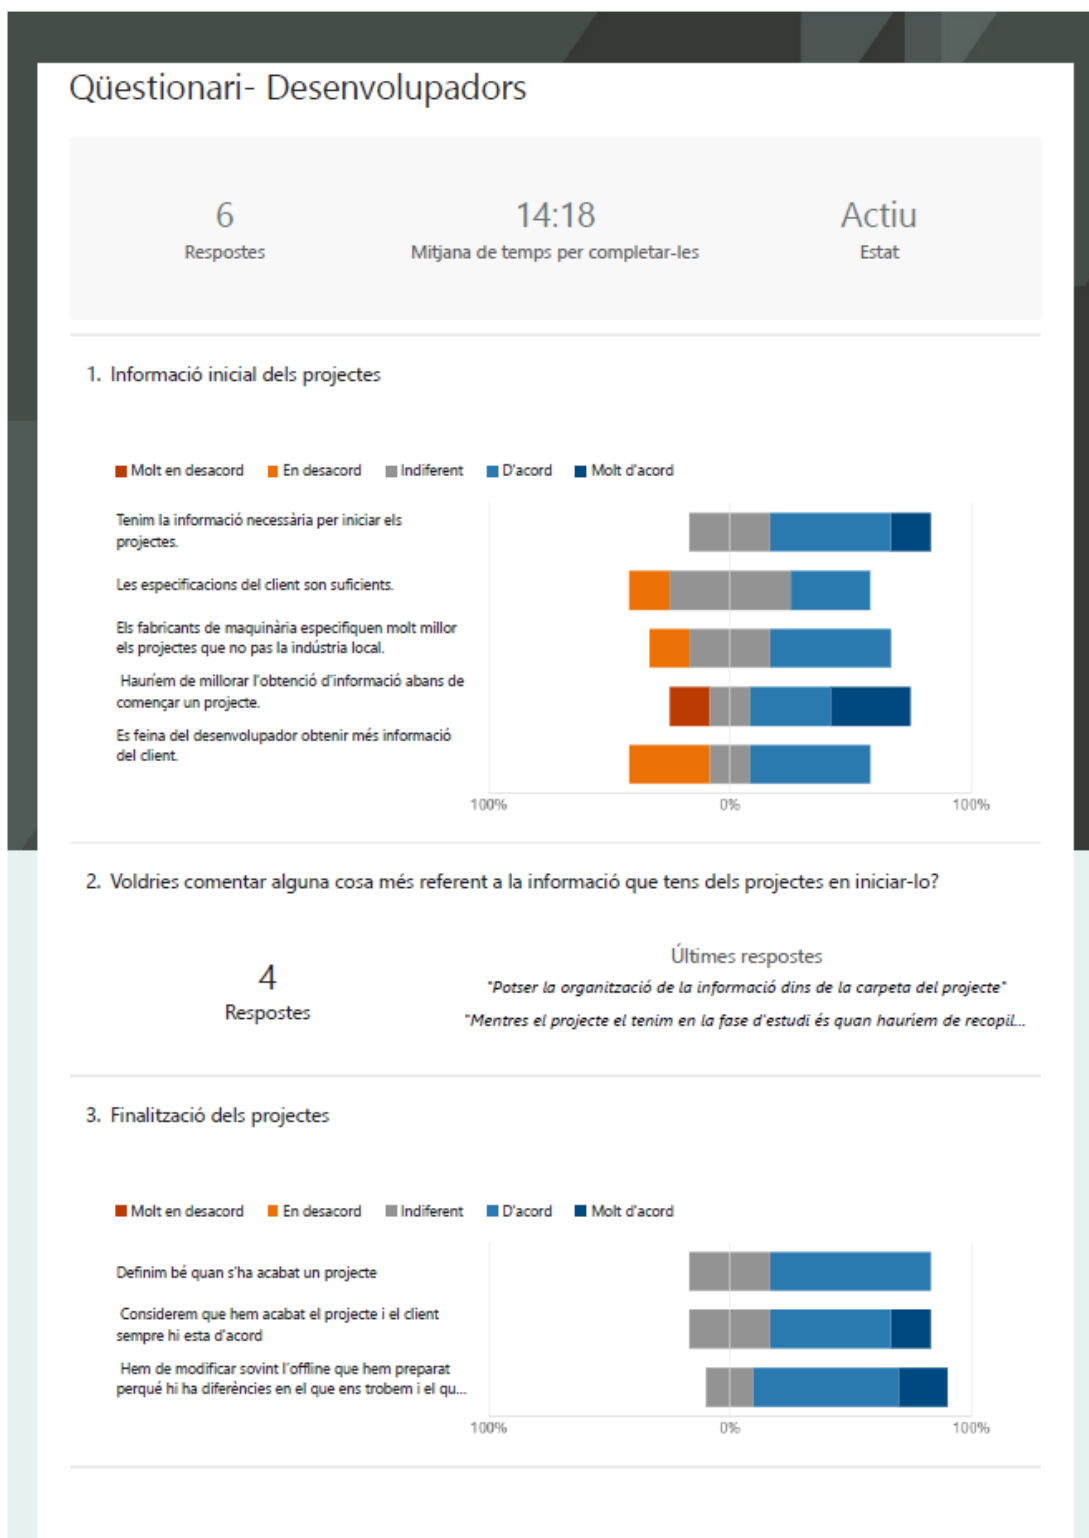 Qüestionari- Desenvolupadors
6
Respostes
14:18
Mitjana de temps per completar-les
Actiu
Estat
1. Informació inicial dels projectes
Molt en desacord En desacord Indiferent D'acord Molt d'acord
Tenim la informació necessària per iniciar els
projectes.
Les especificacions del client son suficients.
Els fabricants de maquinària especifiquen molt millor
els projectes que no pas la indústria local.
Hauríem de millorar l'obtenció d'informació abans de
començar un projecte.
Es feina del desenvolupador obtenir més informació
del client.
100% 0% 100%
2. Voldries comentar alguna cosa més referent a la informació que tens dels projectes en iniciar-lo?
4
Respostes
Últimes respostes
"Potser la organització de la informació dins de la carpeta del projecte"
"Mentres el projecte el tenim en la fase d'estudi és quan hauríem de recopil...
3. Finalització dels projectes
Molt en desacord En desacord Indiferent D'acord Molt d'acord
Definim bé quan s'ha acabat un projecte
Considerem que hem acabat el projecte i el client
sempre hi esta d'acord
Hem de modificar sovint l'offline que hem preparat
perqué hi ha diferències en el que ens trobem i el qu...
100% 0% 100%